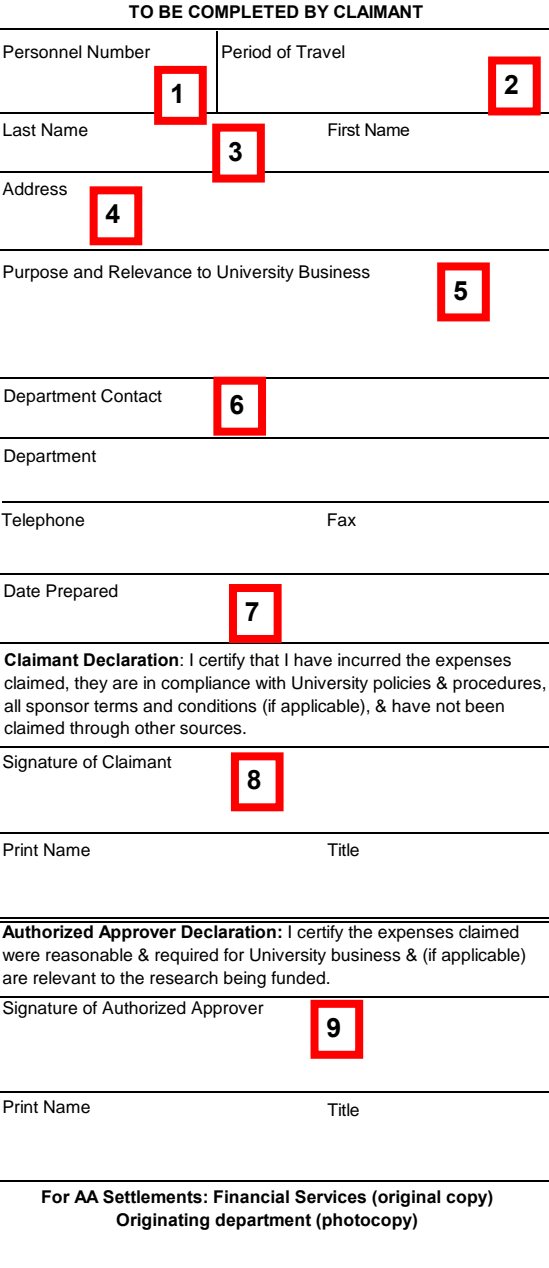 TO BE COMPLETED BY CLAIMANT
Personnel Number Period of Travel
1 2
Last Name First Name
3
Address
4
Purpose and Relevance to University Business
5
Department Contact
6
Department
Telephone Fax
Date Prepared
7
Claimant Declaration: I certify that I have incurred the expenses
claimed, they are in compliance with University policies & procedures,
all sponsor terms and conditions (if applicable), & have not been
claimed through other sources.
Signature of Claimant
8
Print Name Title
Authorized Approver Declaration: I certify the expenses claimed
were reasonable & required for University business & (if applicable)
are relevant to the research being funded.
Signature of Authorized Approver
9
Print Name Title
For AA Settlements: Financial Services (original copy)
Originating department (photocopy)